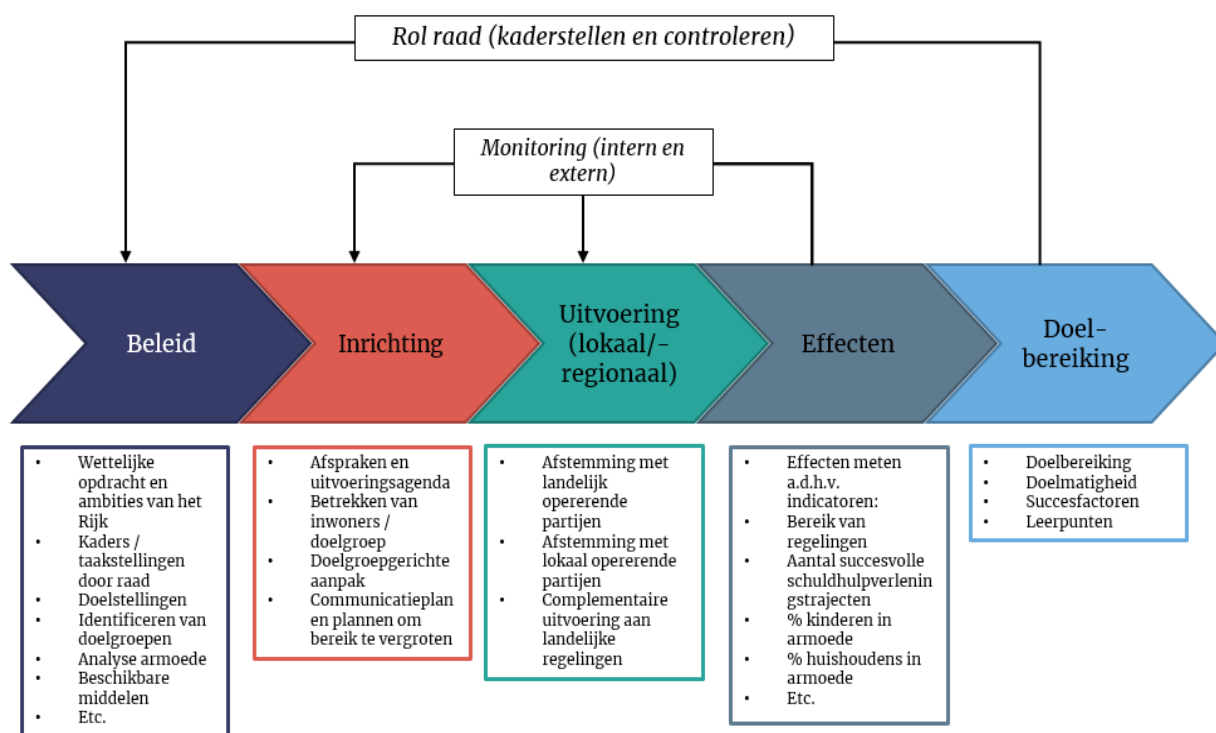 Rol raad (kaderstellen en controleren)
Monitoring (intern en
extern)
Beleid
Inrichting
Uitvoering
(lokaal/-
regionaal)
Effecten
Doel-
bereiking
• Wettelijke
opdracht en
ambities van het
Rijk
• Kaders /
taakstellingen
door raad
• Doelstellingen
• Identificeren van
doelgroepen
• Analyse armoede
• Beschikbare
middelen
• Etc.
• Afspraken en
uitvoeringsagenda
• Betrekken van
inwoners /
doelgroep
• Doelgroepgerichte
aanpak
• Communicatieplan
en plannen om
bereik te vergroten
• Afstemming met
landelijk
opererende
partijen
• Afstemming met
lokaal opererende
partijen
• Complementaire
uitvoering aan
landelijke
regelingen
• Effecten meten
a.d.h.v.
indicatoren:
• Bereik van
regelingen
• Aantal succesvolle
schuldhulpverlenin
gstrajecten
• % kinderen in
armoede
• % huishoudens in
armoede
• Etc.
• Doelbereiking
• Doelmatigheid
• Succesfactoren
• Leerpunten